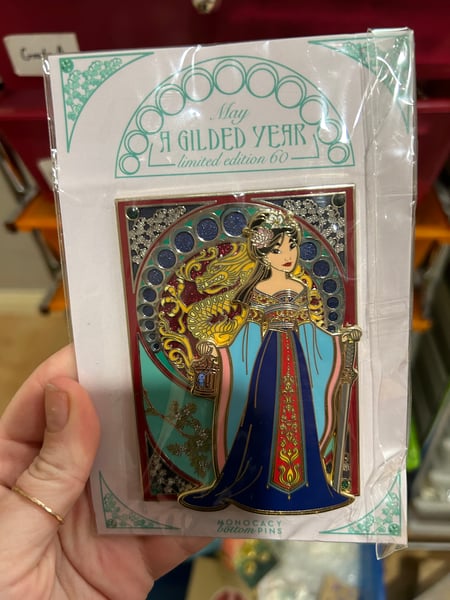 May
A GILDED YEAR
limited edition 60
MONOCACY
bottom PINS